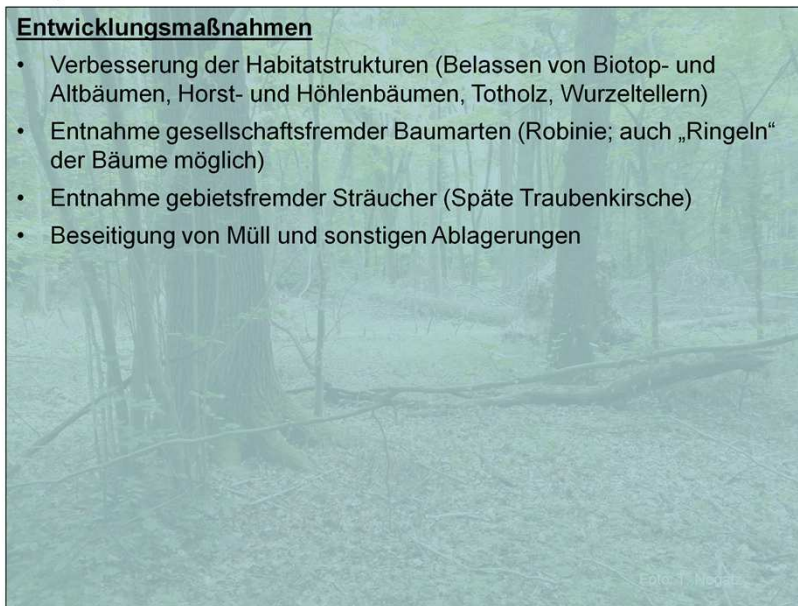 Entwicklungsmaßnahmen
• Verbesserung der Habitatstrukturen (Belassen von Biotop- und
Altbäumen, Horst- und Höhlenbäumen, Totholz, Wurzeltellern)
• Entnahme gesellschaftsfremder Baumarten (Robinie; auch „Ringeln“
der Bäume möglich)
• Entnahme gebietsfremder Sträucher (Späte Traubenkirsche)
• Beseitigung von Müll und sonstigen Ablagerungen
Foto: T.